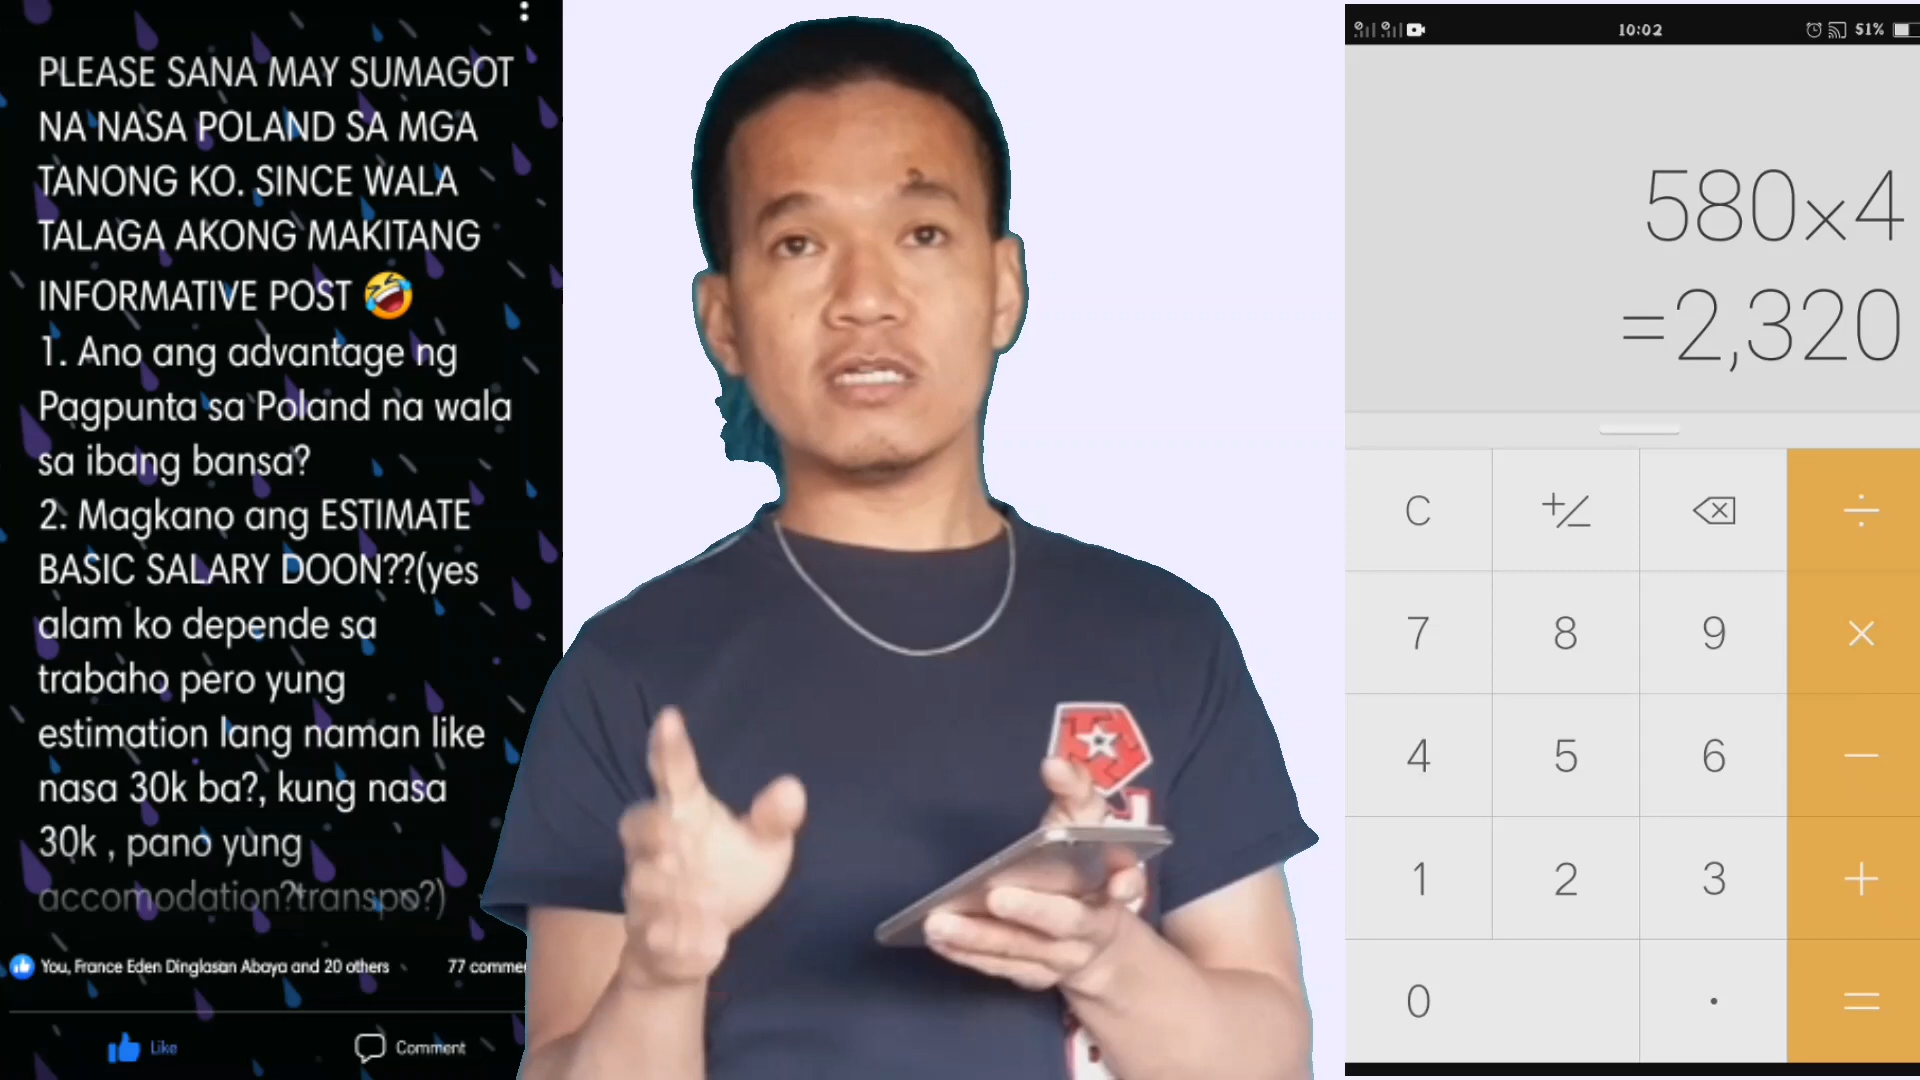 PLEASE SANA MAY SUMAGOT
NA NASA POLAND SA MGA
TANONG KO. SINCE WALA
TALAGA AKONG MAKITANG
INFORMATIVE POST 🤣
1. Ano ang advantage ng
Pagpunta sa Poland na wala
sa ibang bansa?
2. Magkano ang ESTIMATE
BASIC SALARY DOON??(yes
alam ko depende sa
trabaho pero yung
estimation lang naman like
nasa 30k ba?, kung nasa
30k , pano yung
accomodation?transpo?)
You, France Eden Dinglasan Abaya and 20 others
77 comme
Like
Comment
10:02
51%
580×4
=2,320
C +/− ÷
7 8 9 ×
4 5 6 −
1 2 3 +
0 . =